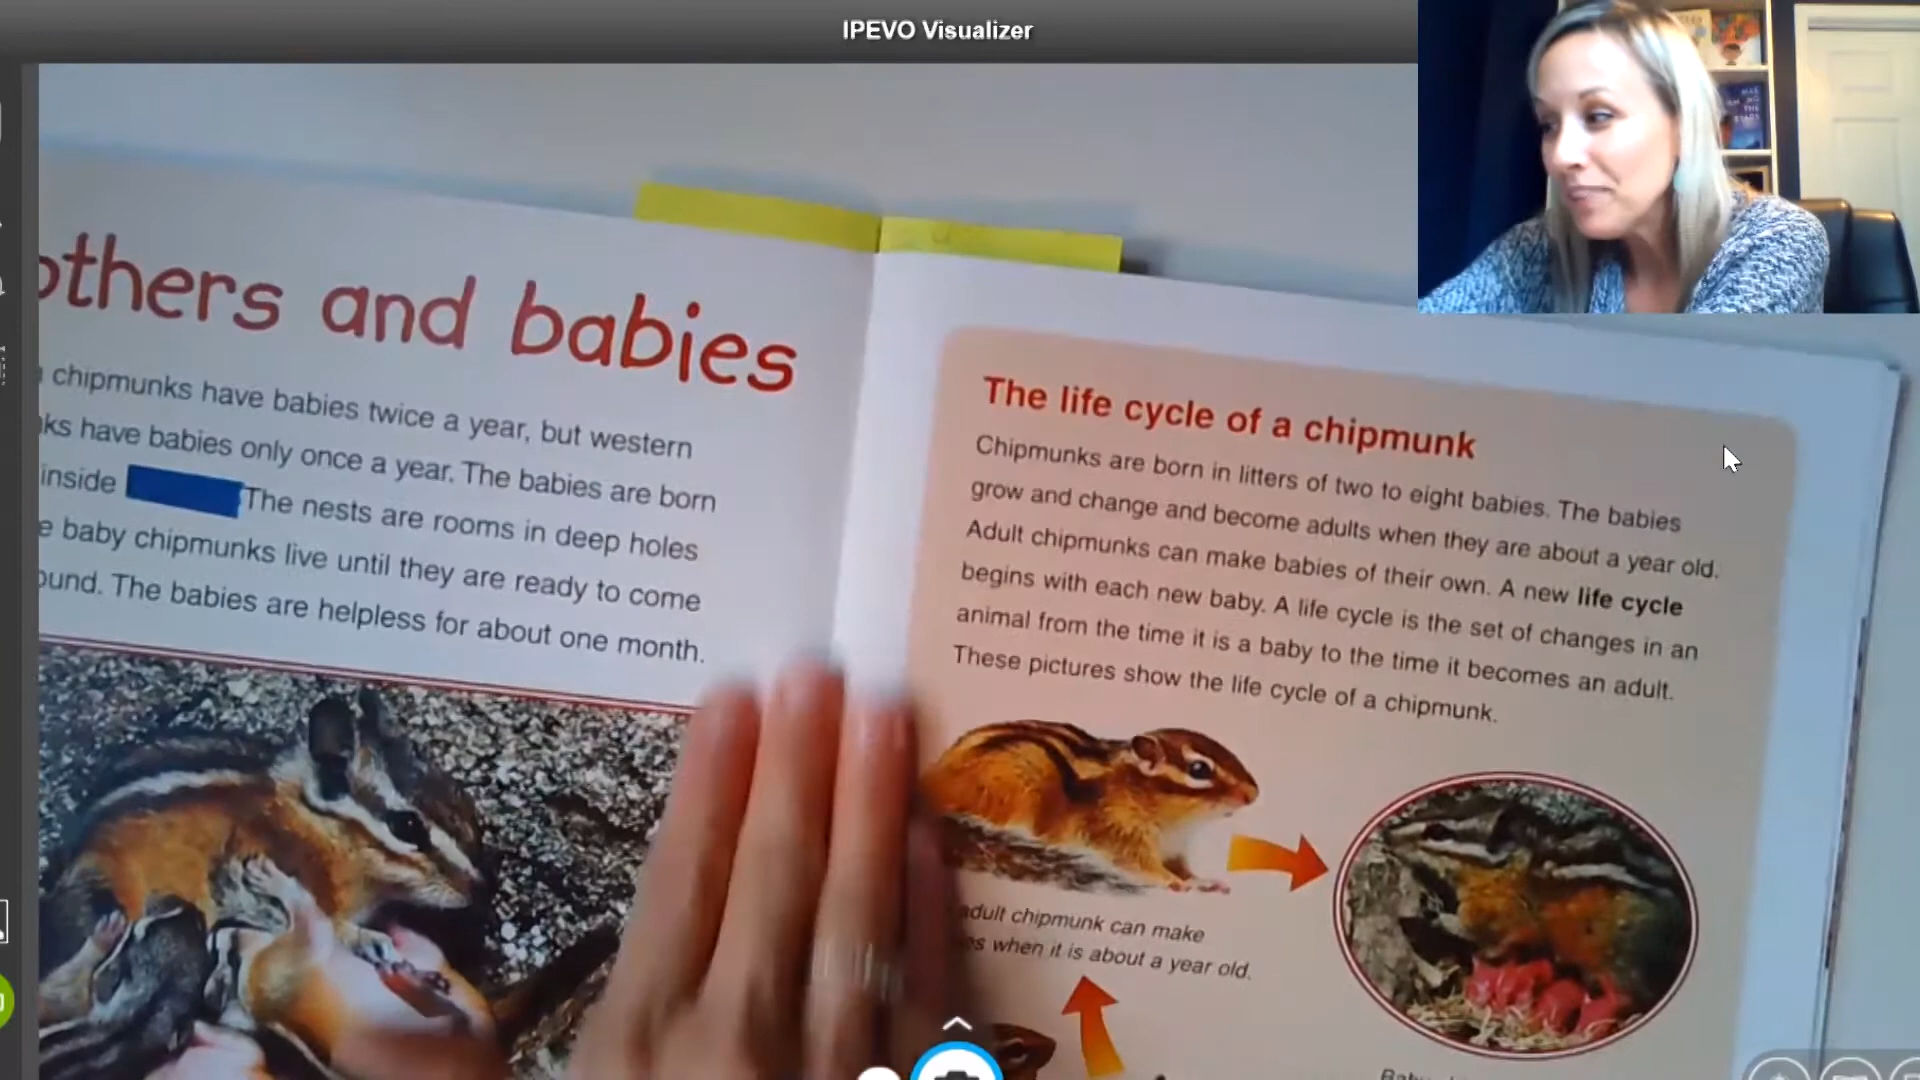 IPEVO Visualizer
others and babies
chipmunks have babies twice a year, but western
ks have babies only once a year. The babies are born
inside The nests are rooms in deep holes
e baby chipmunks live until they are ready to come
ound. The babies are helpless for about one month.
The life cycle of a chipmunk
Chipmunks are born in litters of two to eight babies. The babies
grow and change and become adults when they are about a year old.
Adult chipmunks can make babies of their own. A new life cycle
begins with each new baby. A life cycle is the set of changes in an
animal from the time it is a baby to the time it becomes an adult.
These pictures show the life cycle of a chipmunk.
adult chipmunk can make
es when it is about a year old.